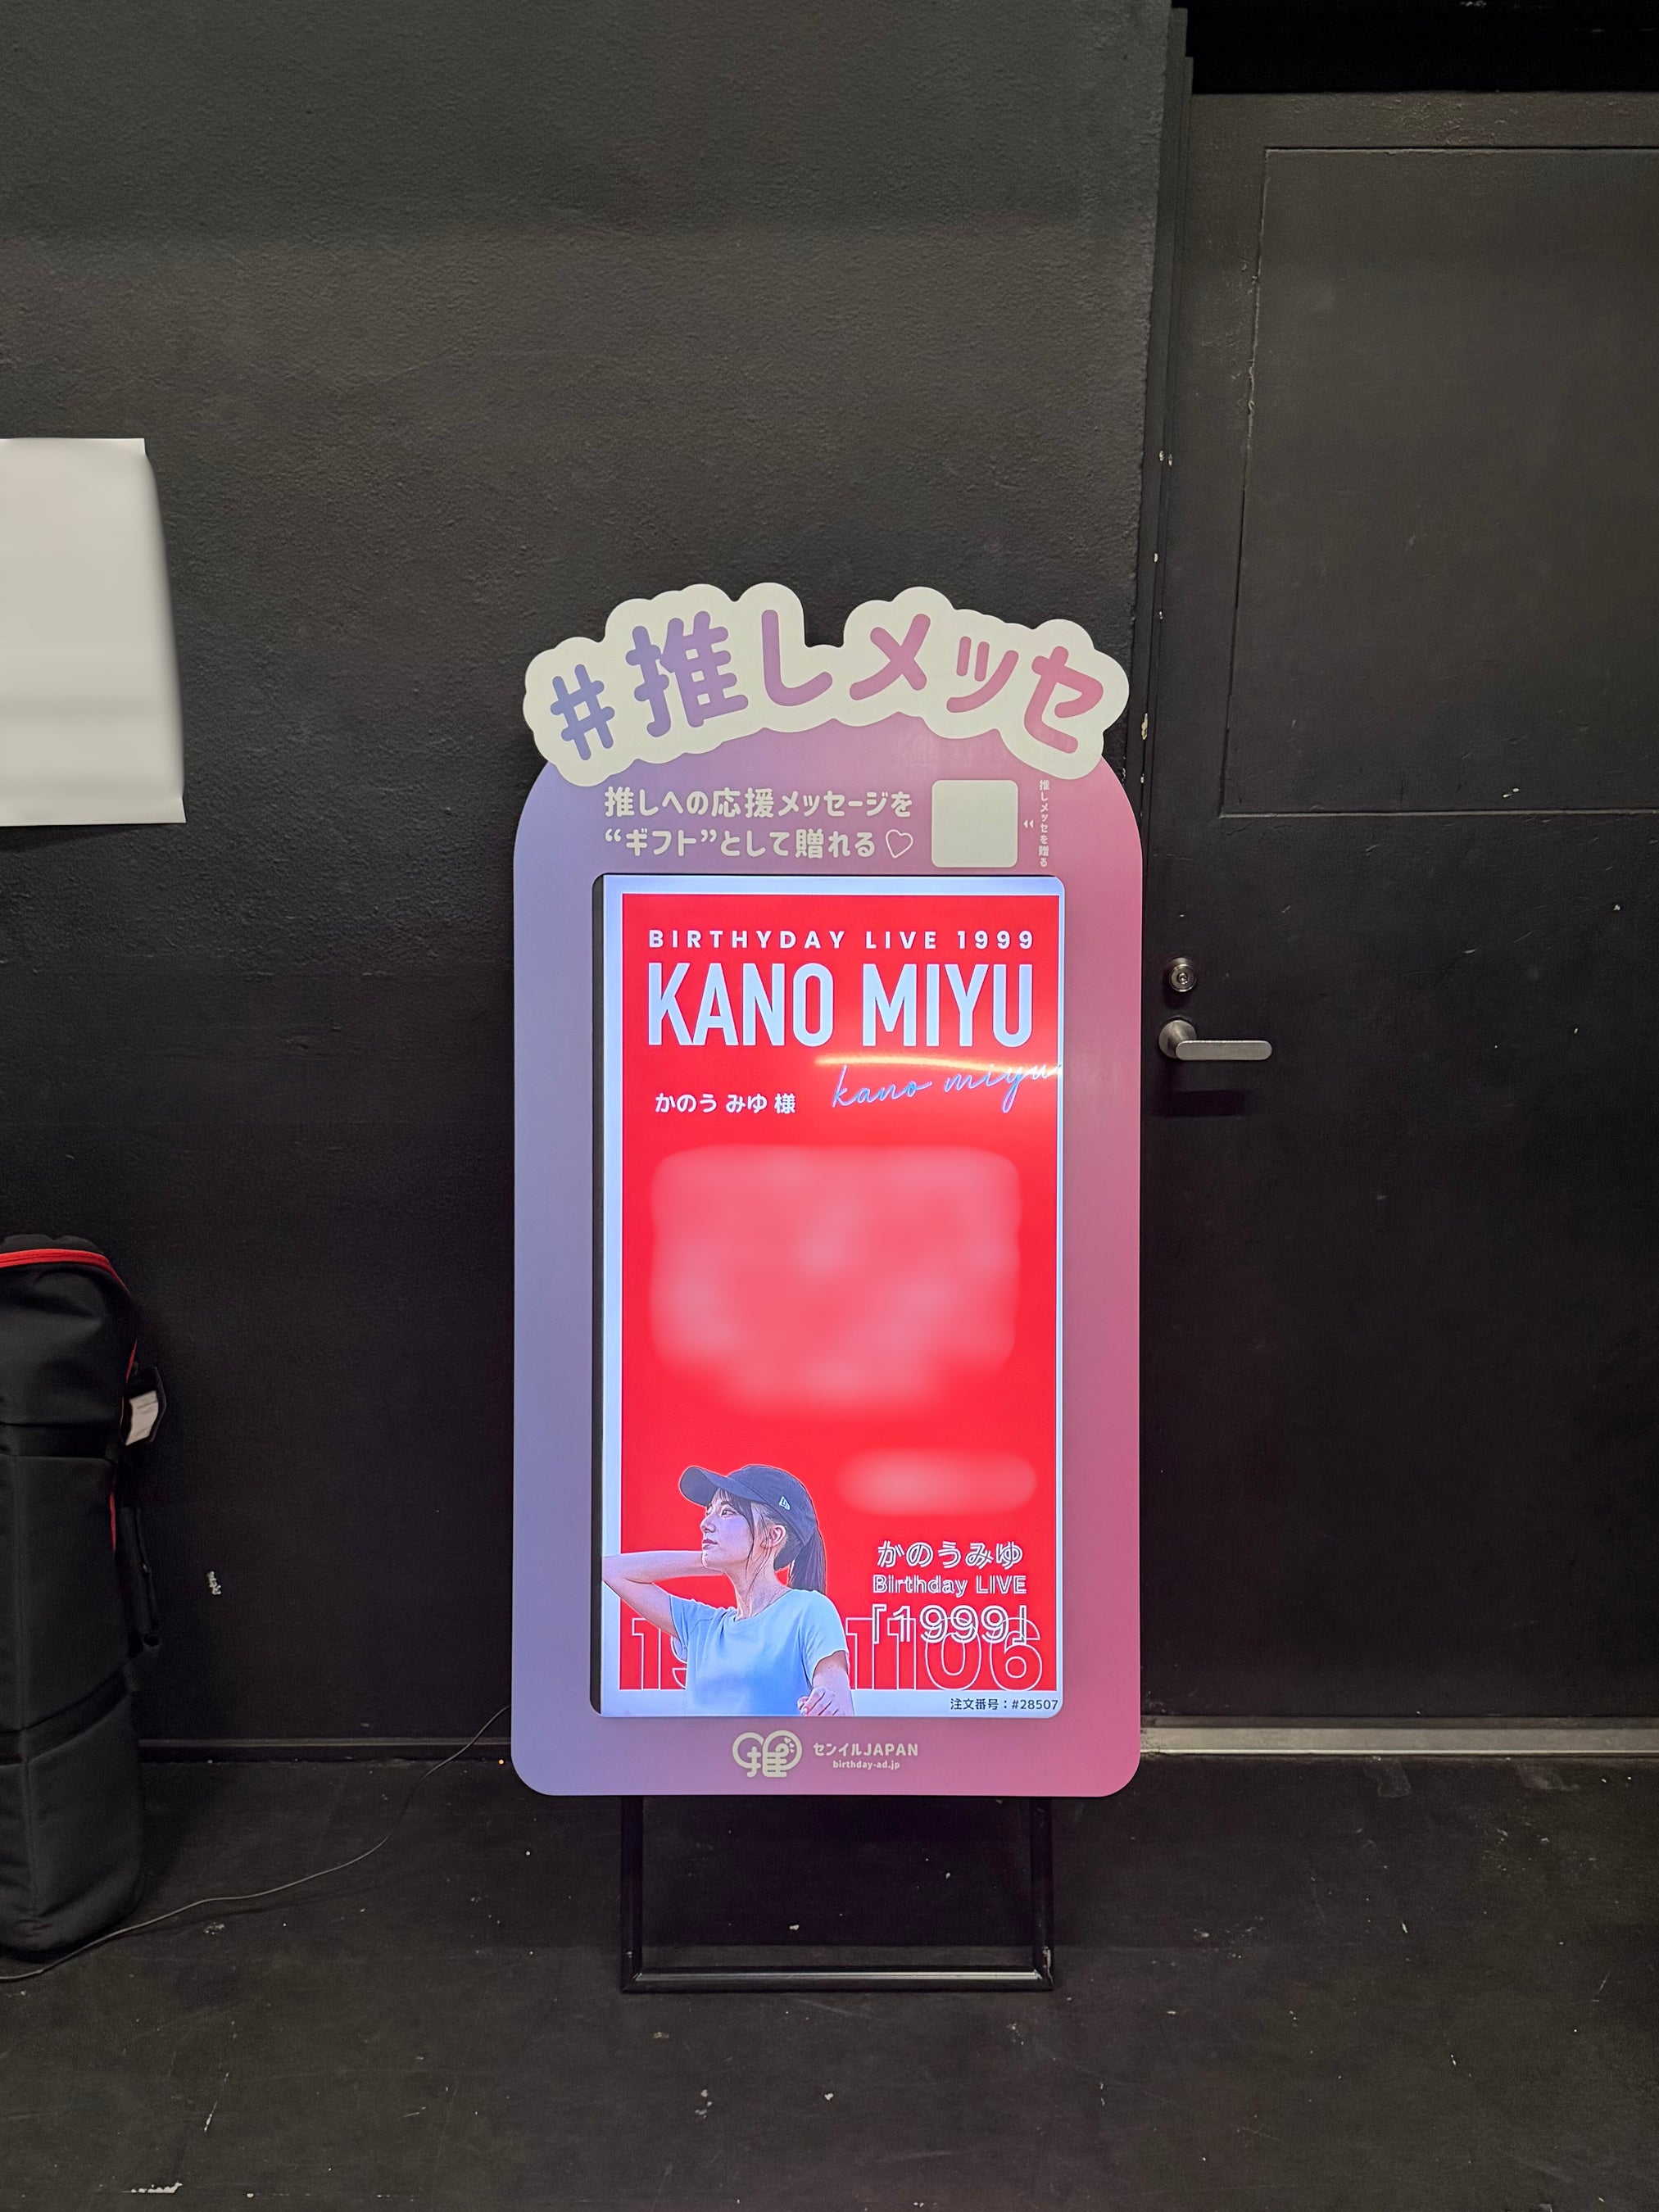 #推しメッセ
推しへの応援メッセージを
“ギフト”として贈れる♡
推しメッセを贈る
BIRTHYDAY LIVE 1999
KANO MIYU
kano miyu
かのう みゆ 様
かのうみゆ
Birthday LIVE
「1999」
1106
注文番号：#28507
推
センイルJAPAN
birthday-ad.jp